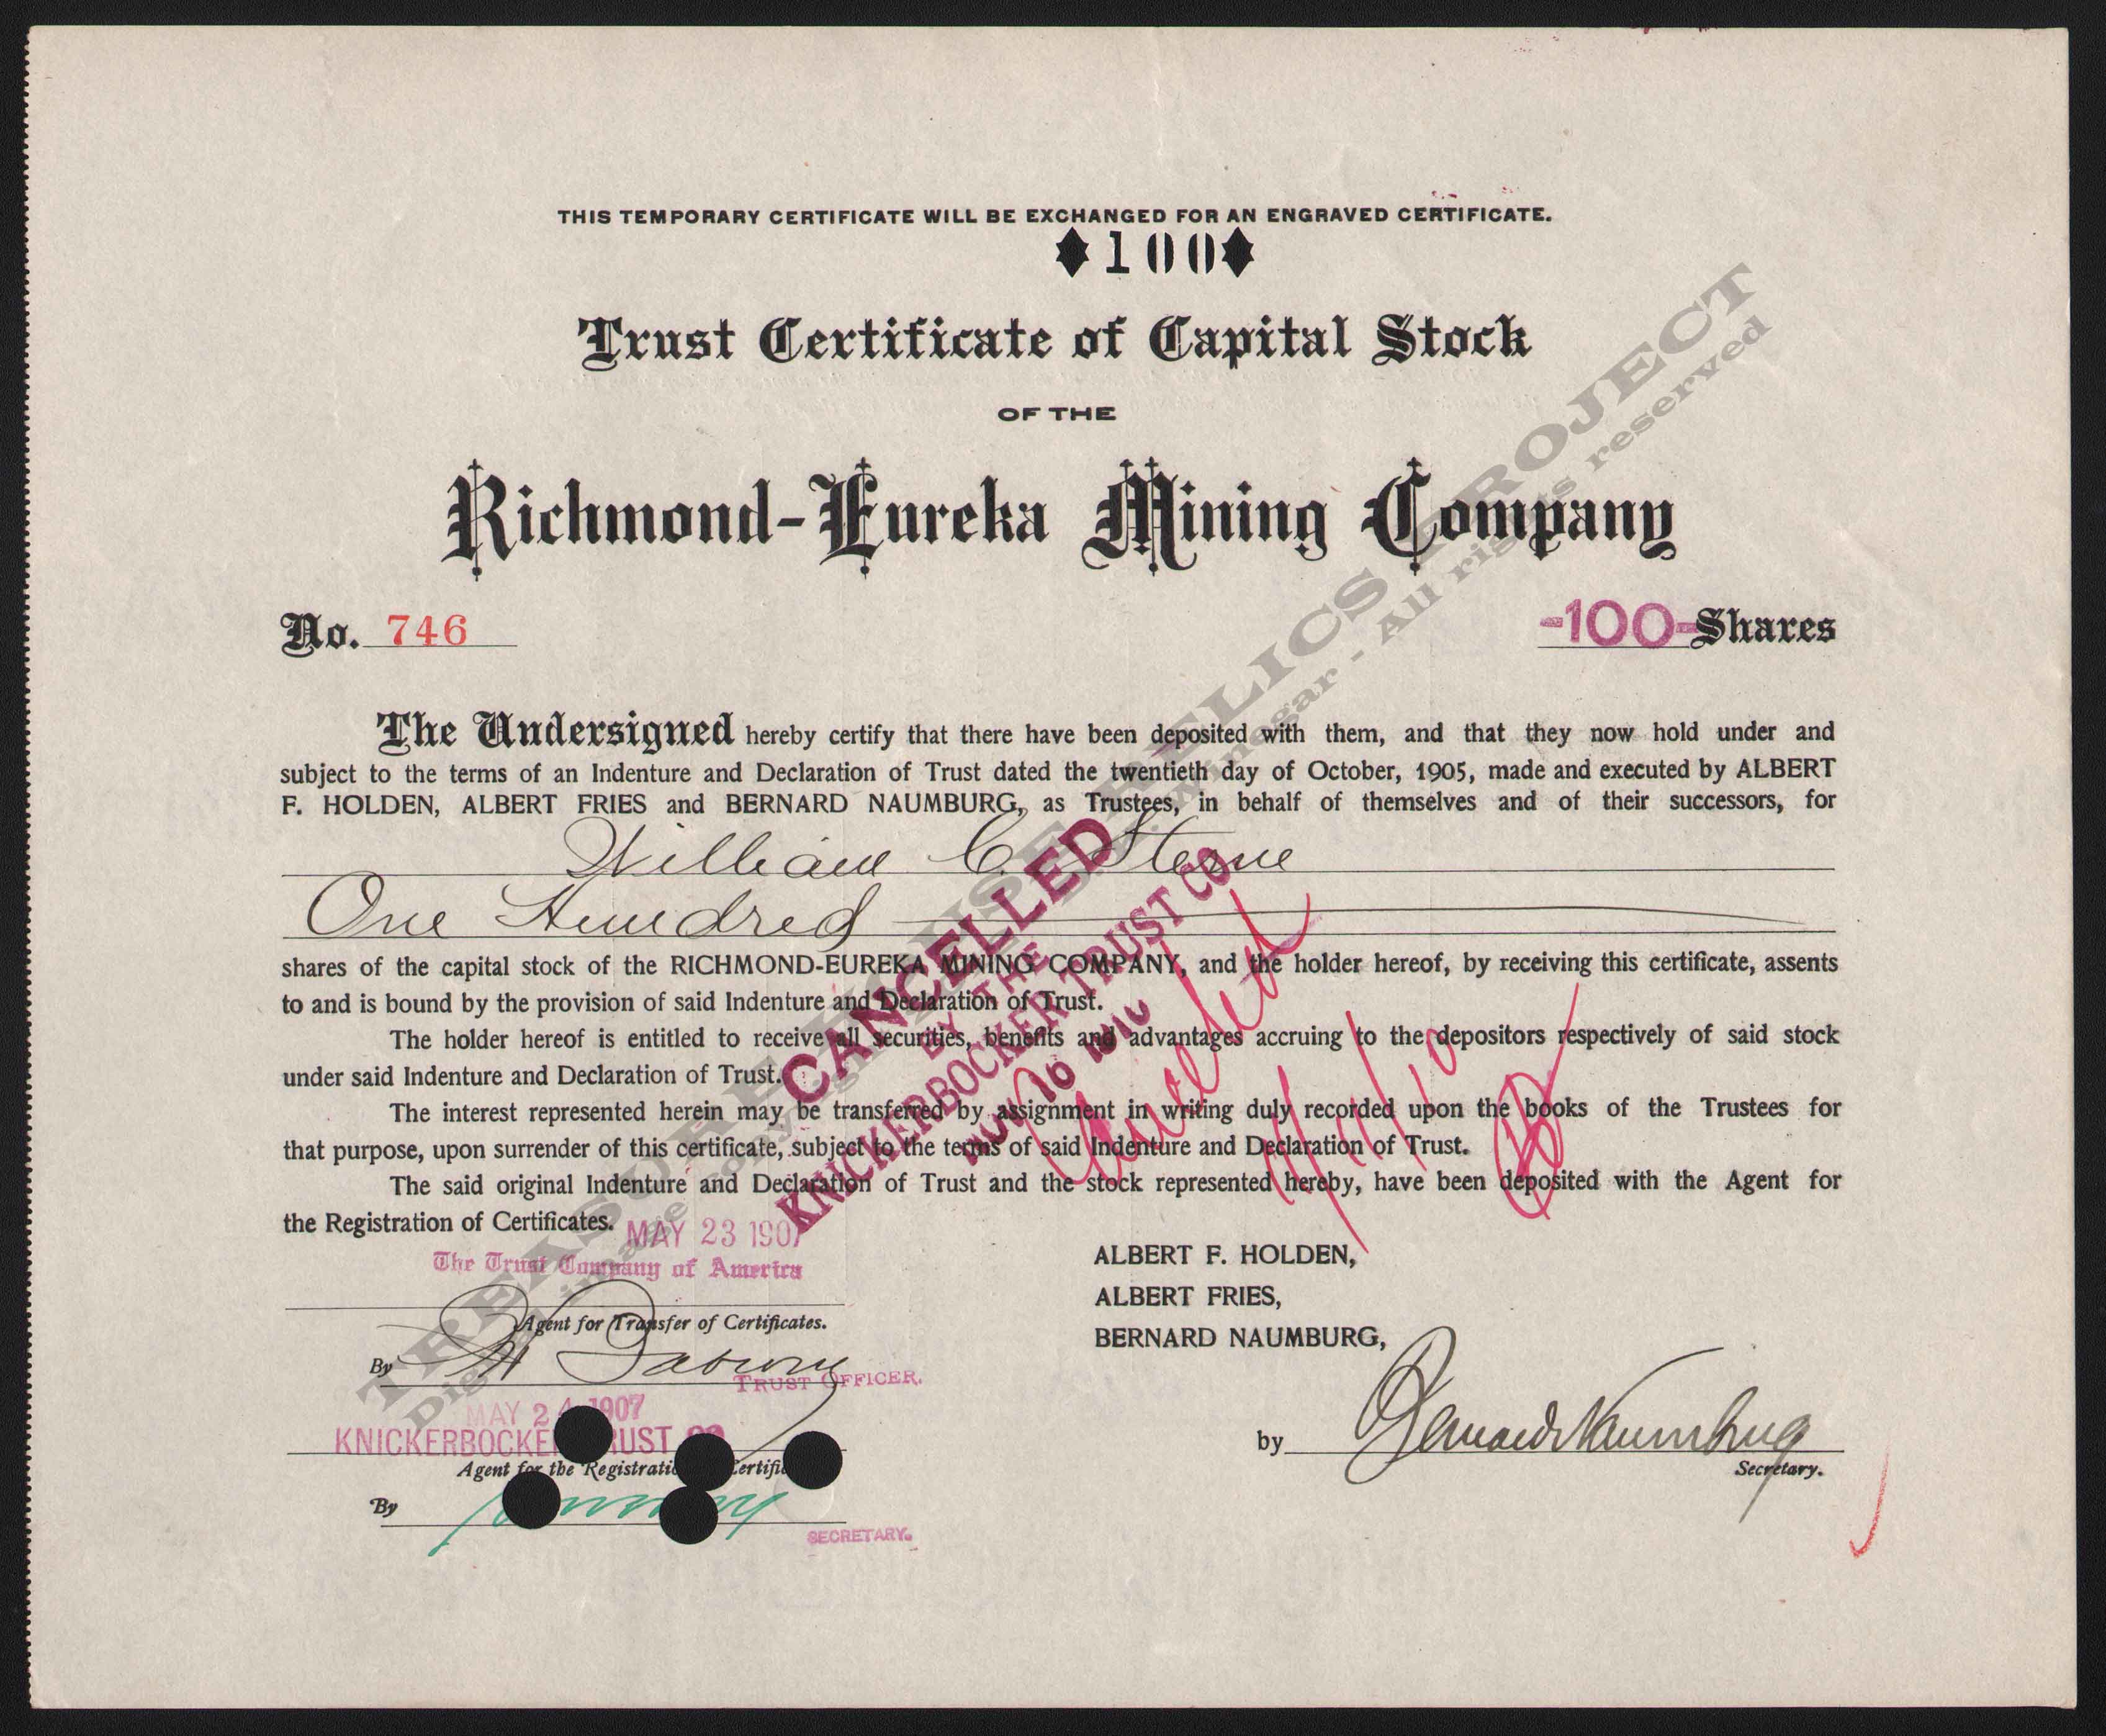 THIS TEMPORARY CERTIFICATE WILL BE EXCHANGED FOR AN ENGRAVED CERTIFICATE.
♦100♦
Trust Certificate of Capital Stock
OF THE
Richmond-Eureka Mining Company
No. 746
-100- Shares
The Undersigned hereby certify that there have been deposited with them, and that they now hold under and
subject to the terms of an Indenture and Declaration of Trust dated the twentieth day of October, 1905, made and executed by ALBERT
F. HOLDEN, ALBERT FRIES and BERNARD NAUMBURG, as Trustees, in behalf of themselves and of their successors, for
William C. Sterne
One Hundred
shares of the capital stock of the RICHMOND-EUREKA MINING COMPANY, and the holder hereof, by receiving this certificate, assents
to and is bound by the provision of said Indenture and Declaration of Trust.
The holder hereof is entitled to receive all securities, benefits and advantages accruing to the depositors respectively of said stock
under said Indenture and Declaration of Trust.
The interest represented herein may be transferred by assignment in writing duly recorded upon the books of the Trustees for
that purpose, upon surrender of this certificate, subject to the terms of said Indenture and Declaration of Trust.
The said original Indenture and Declaration of Trust and the stock represented hereby, have been deposited with the Agent for
the Registration of Certificates.
CANCELLED
BY THE
KNICKERBOCKER TRUST CO.
Cancelled
MAY 23 1907
The Trust Company of America
Agent for Transfer of Certificates.
By
TRUST OFFICER.
MAY 24 1907
KNICKERBOCKER TRUST CO
Agent for the Registration of Certificates
By
SECRETARY.
ALBERT F. HOLDEN,
ALBERT FRIES,
BERNARD NAUMBURG,
by Bernard Naumburg
Secretary.
TREASURE HOUSE RELICS PROJECT
All rights reserved